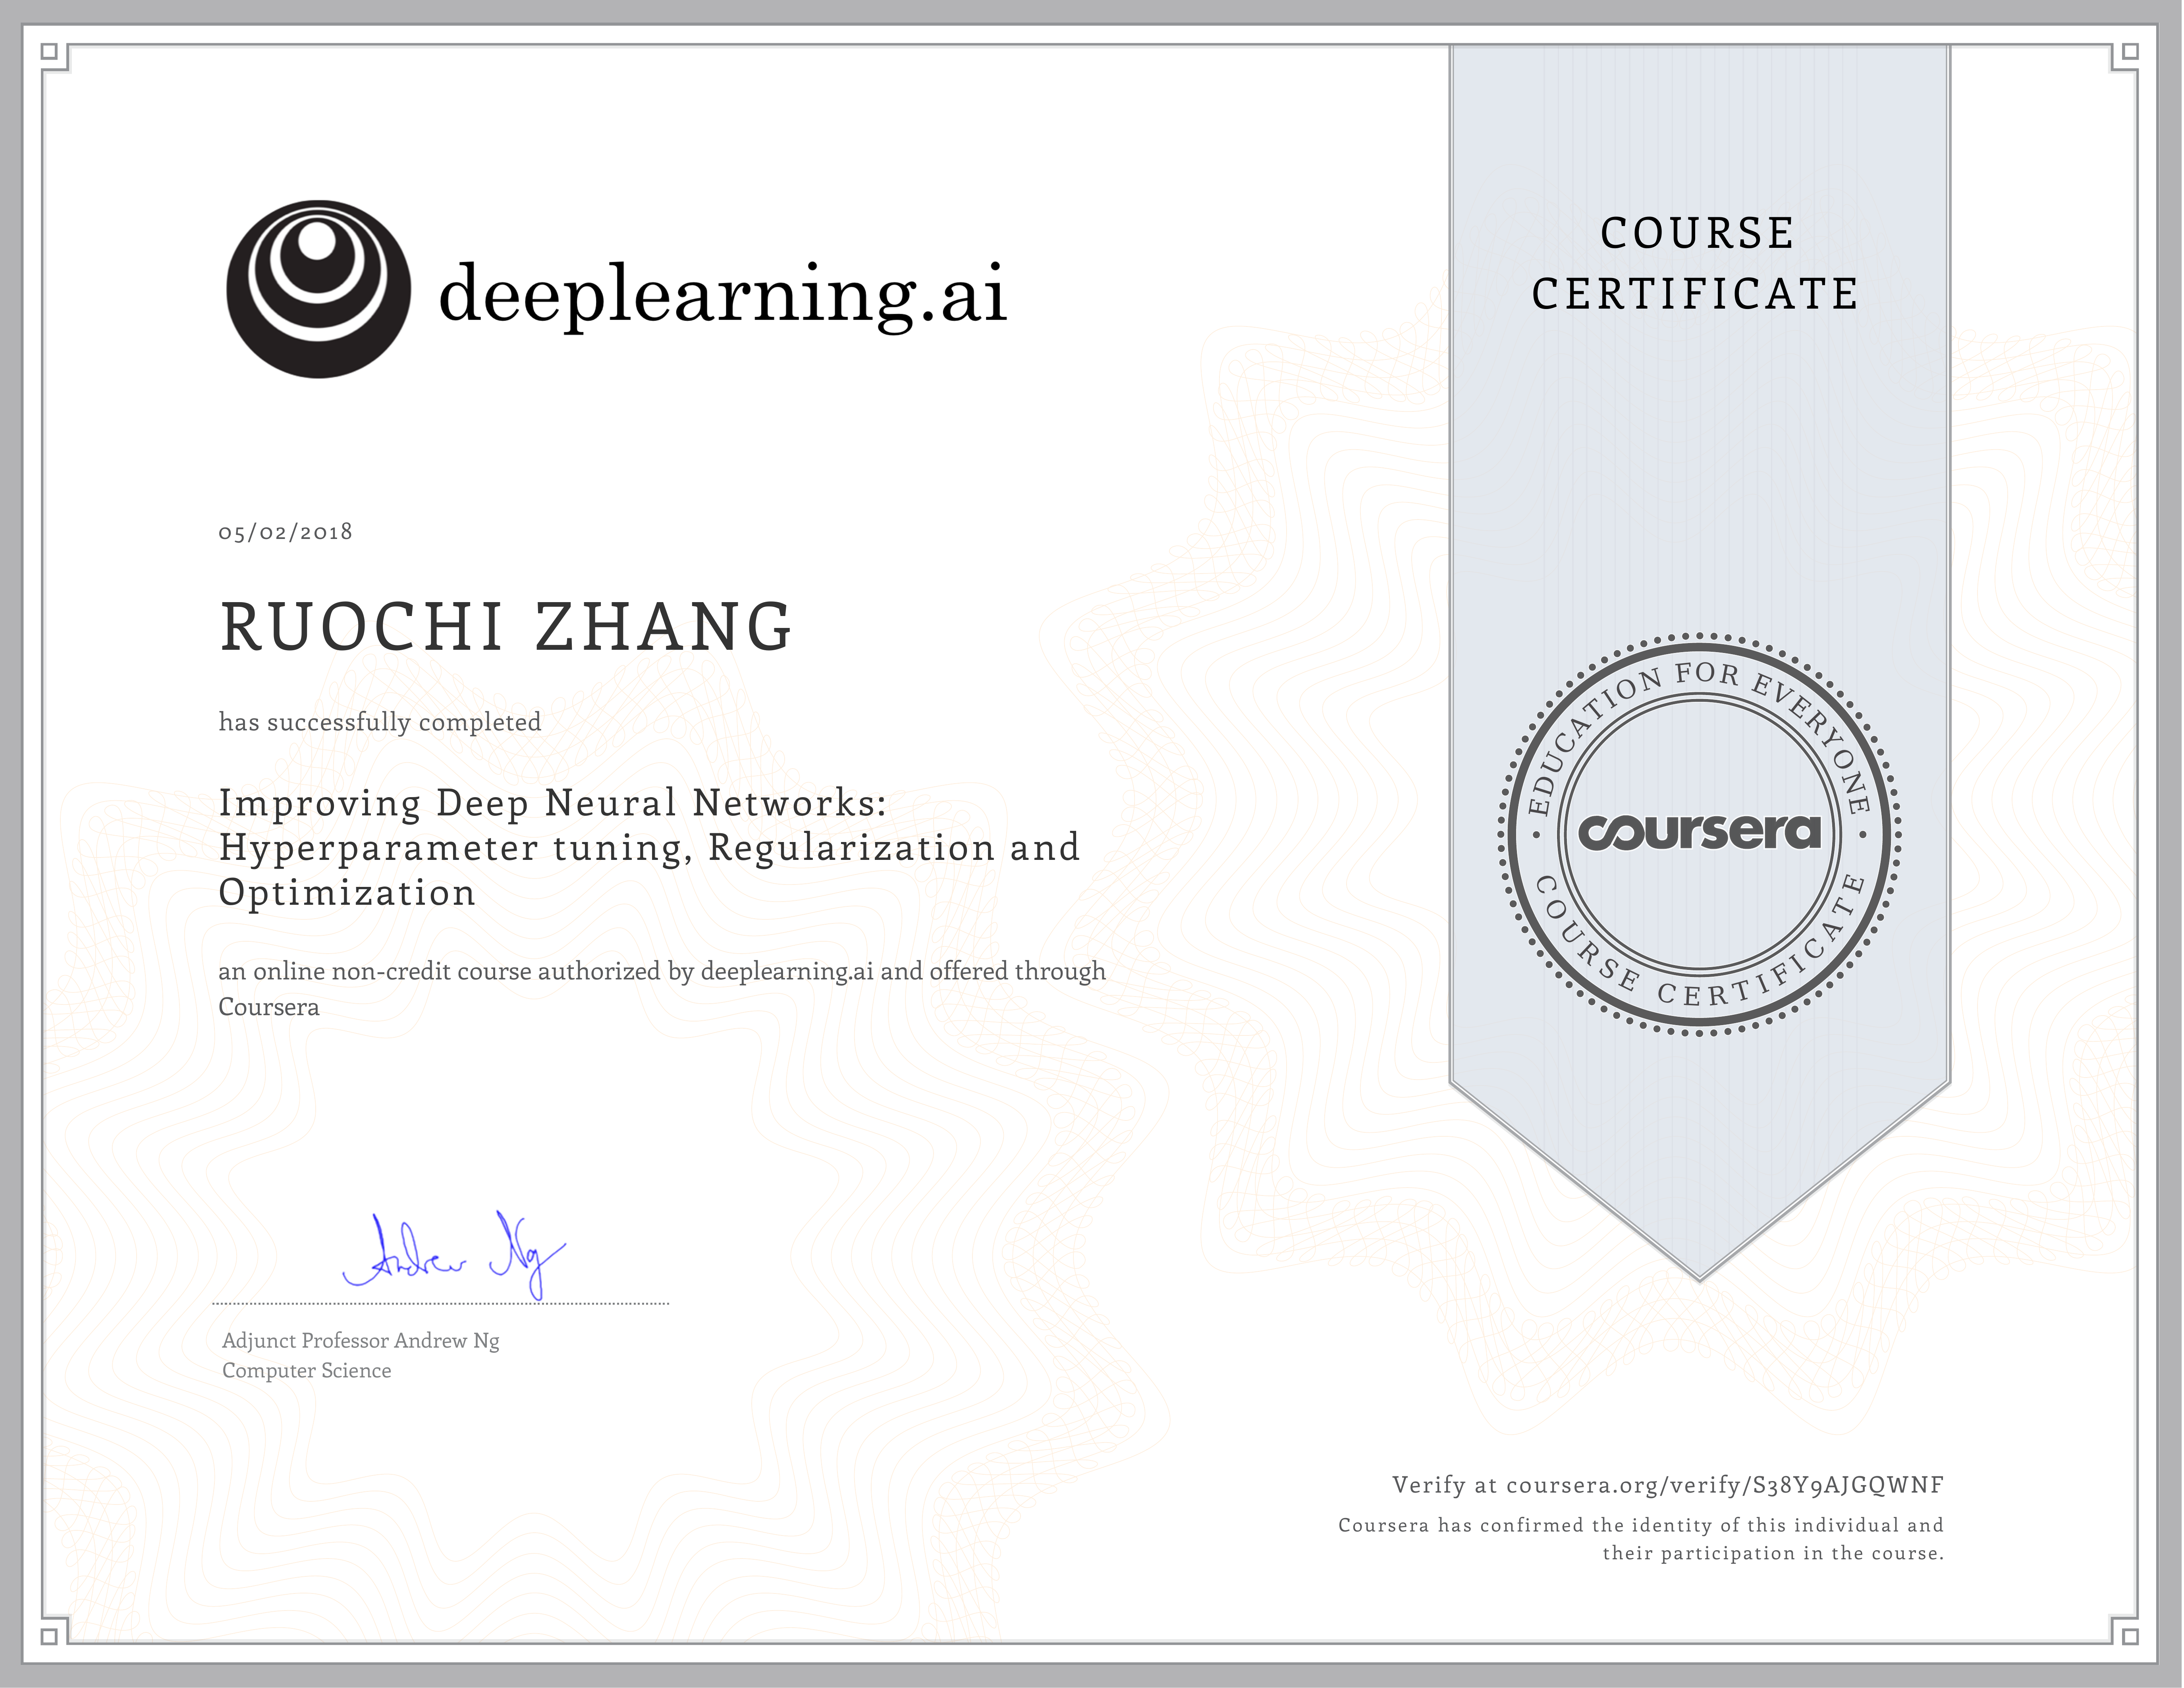 deeplearning.ai
COURSE
CERTIFICATE
05/02/2018
RUOCHI ZHANG
has successfully completed
Improving Deep Neural Networks:
Hyperparameter tuning, Regularization and
Optimization
an online non-credit course authorized by deeplearning.ai and offered through
Coursera
EDUCATION FOR EVERYONE
coursera
COURSE CERTIFICATE
Andrew Ng
Adjunct Professor Andrew Ng
Computer Science
Verify at coursera.org/verify/S38Y9AJGQWNF
Coursera has confirmed the identity of this individual and
their participation in the course.